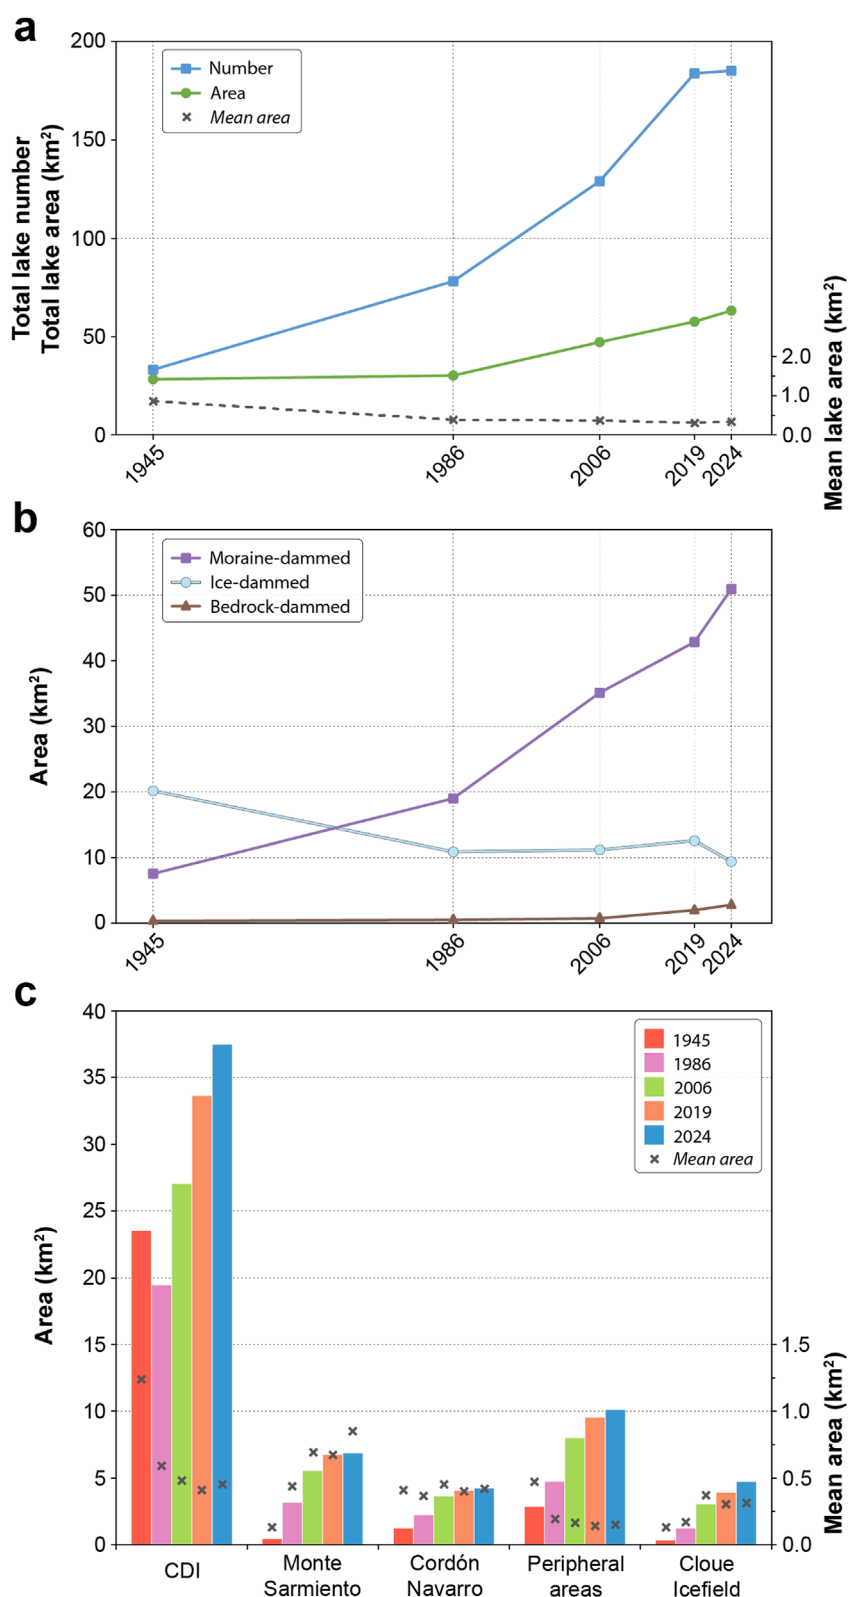 a
200
150
100
50
0
Total lake number
Total lake area (km²)
Number
Area
Mean area
2.0
1.0
0.0
Mean lake area (km²)
1945
1986
2006
2019
2024
b
60
50
40
30
20
10
0
Area (km²)
Moraine-dammed
Ice-dammed
Bedrock-dammed
1945
1986
2006
2019
2024
c
40
35
30
25
20
15
10
5
0
Area (km²)
1945
1986
2006
2019
2024
Mean area
1.5
1.0
0.5
0.0
Mean area (km²)
CDI
Monte
Sarmiento
Cordón
Navarro
Peripheral
areas
Cloue
Icefield